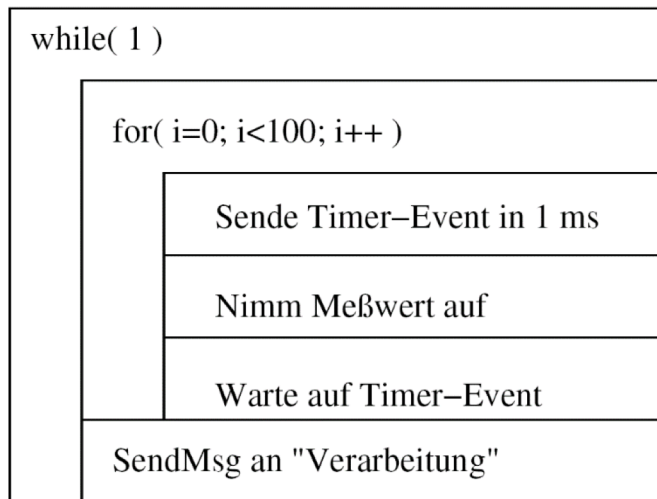 while( 1 )
for( i=0; i<100; i++ )
Sende Timer−Event in 1 ms
Nimm Meßwert auf
Warte auf Timer−Event
SendMsg an "Verarbeitung"